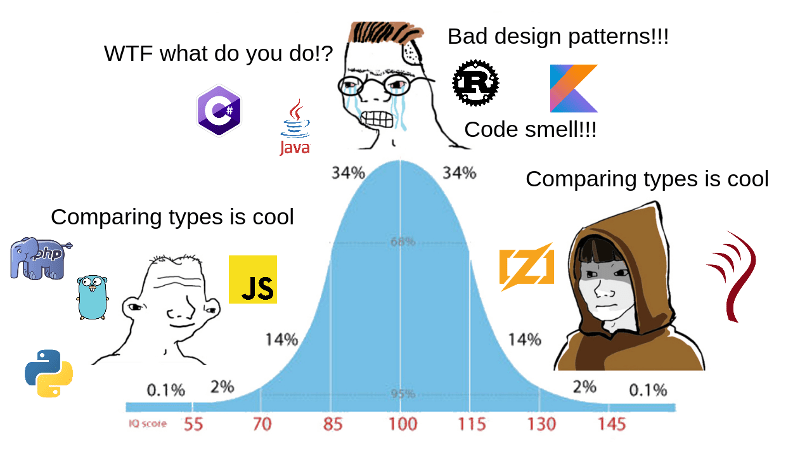 WTF what do you do!?
Bad design patterns!!!
C#
Java
R
Code smell!!!
34%
34%
Comparing types is cool
Comparing types is cool
php
68%
JS
Z
14%
14%
0.1%
2%
95%
2%
0.1%
IQ score
55
70
85
100
115
130
145